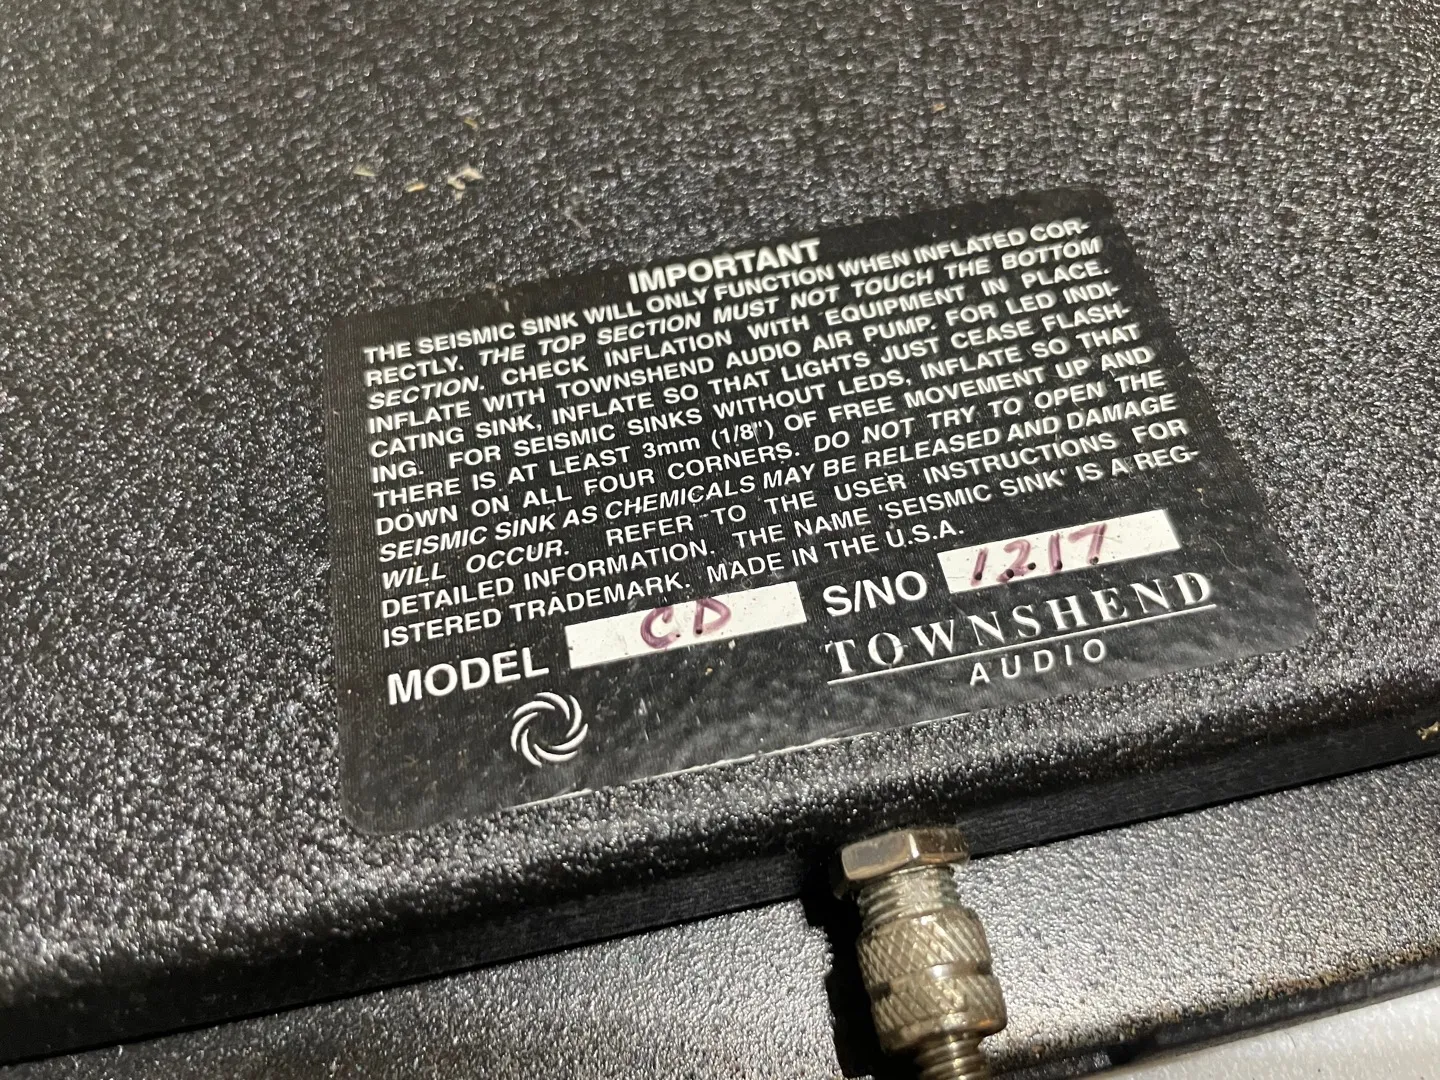 IMPORTANT
THE SEISMIC SINK WILL ONLY FUNCTION WHEN INFLATED COR-
RECTLY. THE TOP SECTION MUST NOT TOUCH THE BOTTOM
SECTION. CHECK INFLATION WITH EQUIPMENT IN PLACE.
INFLATE WITH TOWNSHEND AUDIO AIR PUMP. FOR LED INDI-
CATING SINK, INFLATE SO THAT LIGHTS JUST CEASE FLASH-
ING. FOR SEISMIC SINKS WITHOUT LEDS, INFLATE SO THAT
THERE IS AT LEAST 3mm (1/8") OF FREE MOVEMENT UP AND
DOWN ON ALL FOUR CORNERS. DO NOT TRY TO OPEN THE
SEISMIC SINK AS CHEMICALS MAY BE RELEASED AND DAMAGE
WILL OCCUR. REFER TO THE USER INSTRUCTIONS FOR
DETAILED INFORMATION. THE NAME 'SEISMIC SINK' IS A REG-
ISTERED TRADEMARK. MADE IN THE U.S.A.
MODEL CD S/NO 1217
TOWNSHEND
AUDIO